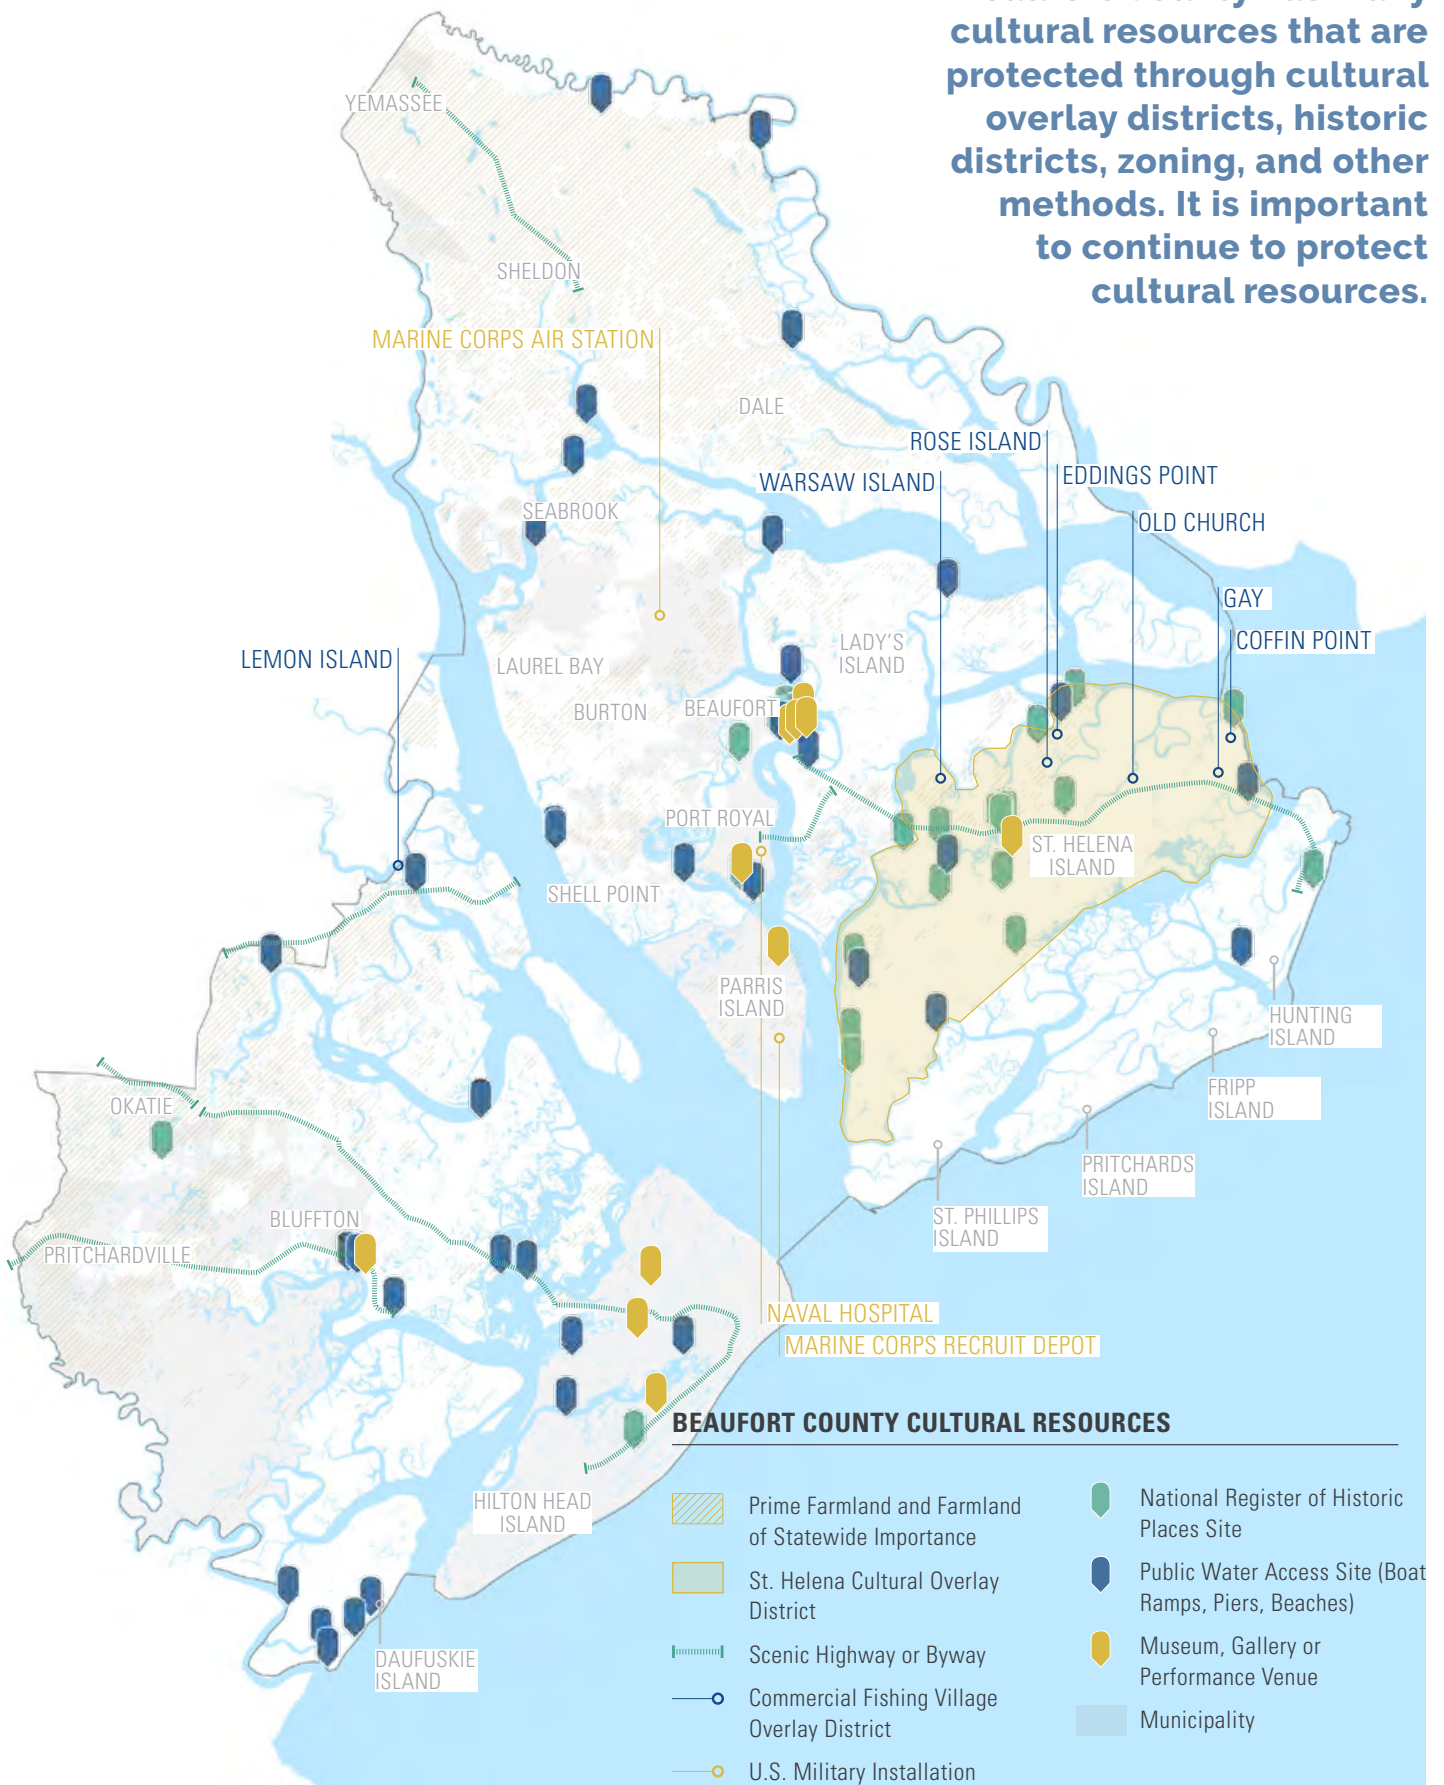 cultural resources that are
protected through cultural
overlay districts, historic
districts, zoning, and other
methods. It is important
to continue to protect
cultural resources.
YEMASSEE
SHELDON
MARINE CORPS AIR STATION
DALE
ROSE ISLAND
EDDINGS POINT
WARSAW ISLAND
OLD CHURCH
SEABROOK
GAY
COFFIN POINT
LADY'S
ISLAND
LEMON ISLAND
LAUREL BAY
BURTON
BEAUFORT
PORT ROYAL
ST. HELENA
ISLAND
SHELL POINT
PARRIS
ISLAND
HUNTING
ISLAND
FRIPP
ISLAND
OKATIE
PRITCHARDS
ISLAND
ST. PHILLIPS
ISLAND
BLUFFTON
PRITCHARDVILLE
NAVAL HOSPITAL
MARINE CORPS RECRUIT DEPOT
HILTON HEAD
ISLAND
DAUFUSKIE
ISLAND
BEAUFORT COUNTY CULTURAL RESOURCES
Prime Farmland and Farmland
of Statewide Importance
St. Helena Cultural Overlay
District
Scenic Highway or Byway
Commercial Fishing Village
Overlay District
U.S. Military Installation
National Register of Historic
Places Site
Public Water Access Site (Boat
Ramps, Piers, Beaches)
Museum, Gallery or
Performance Venue
Municipality